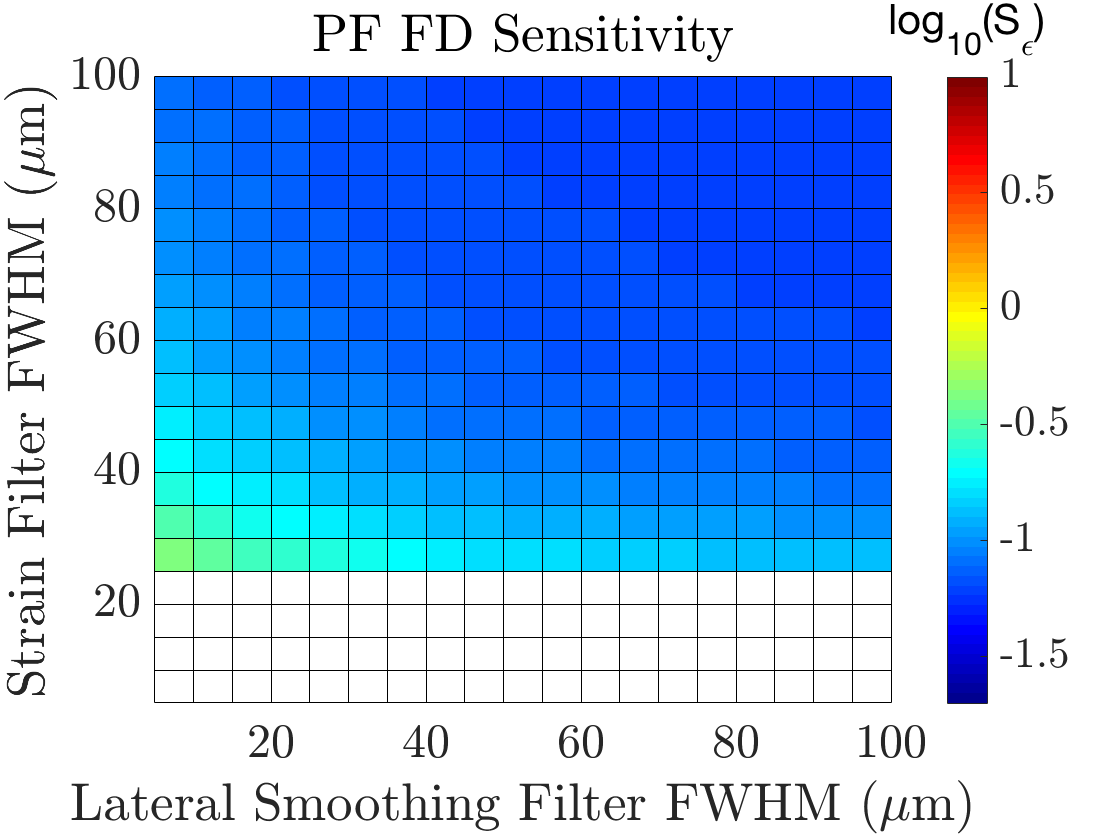 PF FD Sensitivity
log10(Sϵ)
Strain Filter FWHM (μm)
100
80
60
40
20
20 40 60 80 100
Lateral Smoothing Filter FWHM (μm)
1
0.5
0
-0.5
-1
-1.5